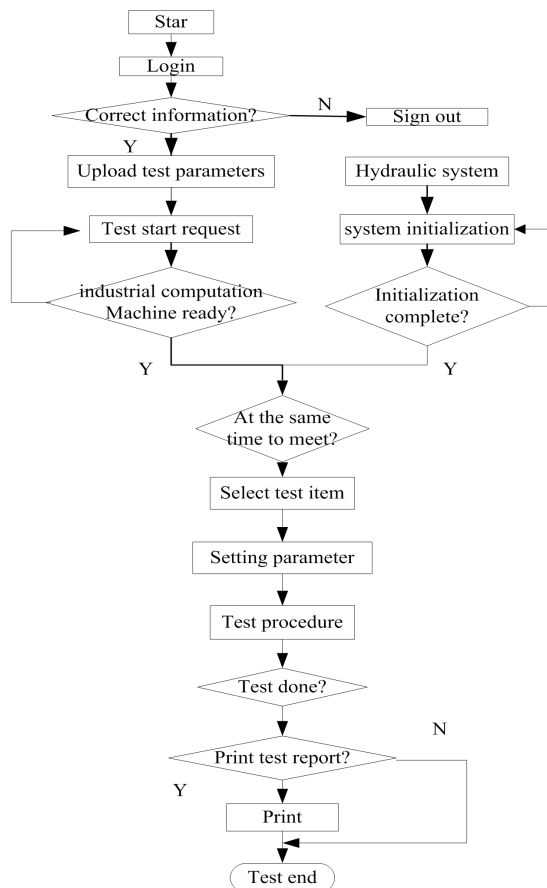 Star
Login
Correct information?
N
Sign out
Y
Upload test parameters
Hydraulic system
Test start request
system initialization
industrial computation
Machine ready?
Initialization
complete?
Y
Y
At the same
time to meet?
Select test item
Setting parameter
Test procedure
Test done?
N
Print test report?
Y
Print
Test end